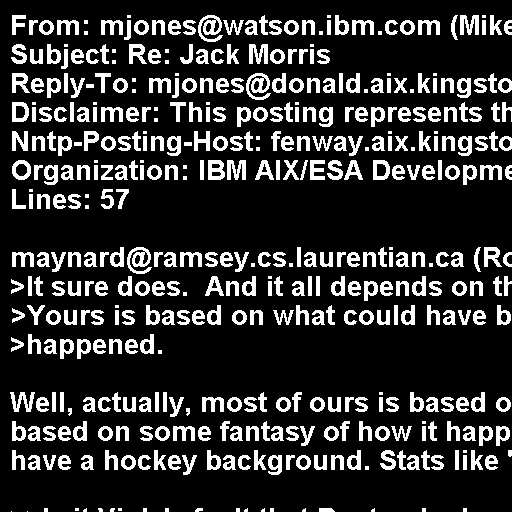 From: mjones@watson.ibm.com (Mike
Subject: Re: Jack Morris
Reply-To: mjones@donald.aix.kingsto
Disclaimer: This posting represents th
Nntp-Posting-Host: fenway.aix.kingsto
Organization: IBM AIX/ESA Developme
Lines: 57

maynard@ramsey.cs.laurentian.ca (Ro
>It sure does.  And it all depends on th
>Yours is based on what could have b
>happened.

Well, actually, most of ours is based o
based on some fantasy of how it happ
have a hockey background. Stats like "